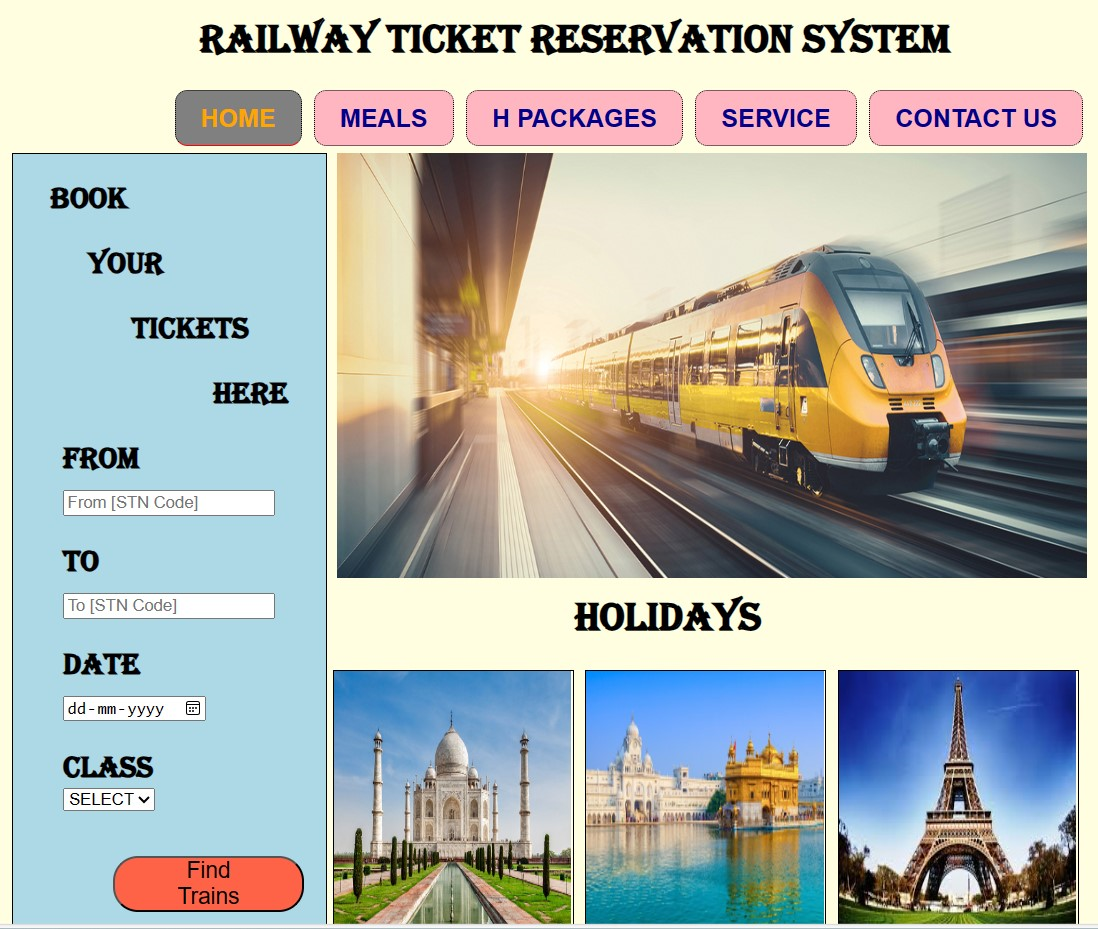 RAILWAY TICKET RESERVATION SYSTEM
HOME MEALS H PACKAGES SERVICE CONTACT US
BOOK
YOUR
TICKETS
HERE
FROM
From [STN Code]
TO
To [STN Code]
DATE
dd-mm-yyyy
CLASS
SELECT
Find
Trains
HOLIDAYS